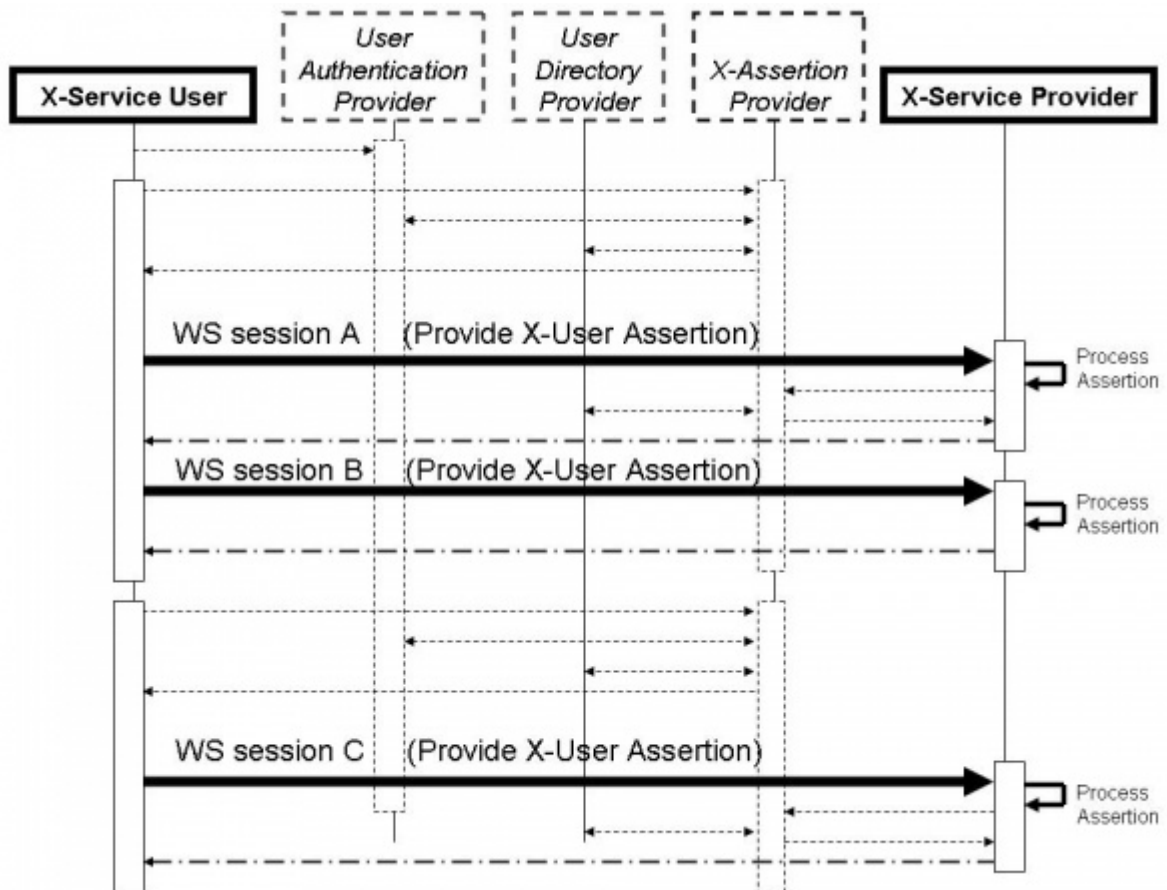 User
Authentication
Provider
User
Directory
Provider
X-Assertion
Provider
X-Service User
X-Service Provider
WS session A (Provide X-User Assertion)
Process
Assertion
WS session B (Provide X-User Assertion)
Process
Assertion
WS session C (Provide X-User Assertion)
Process
Assertion